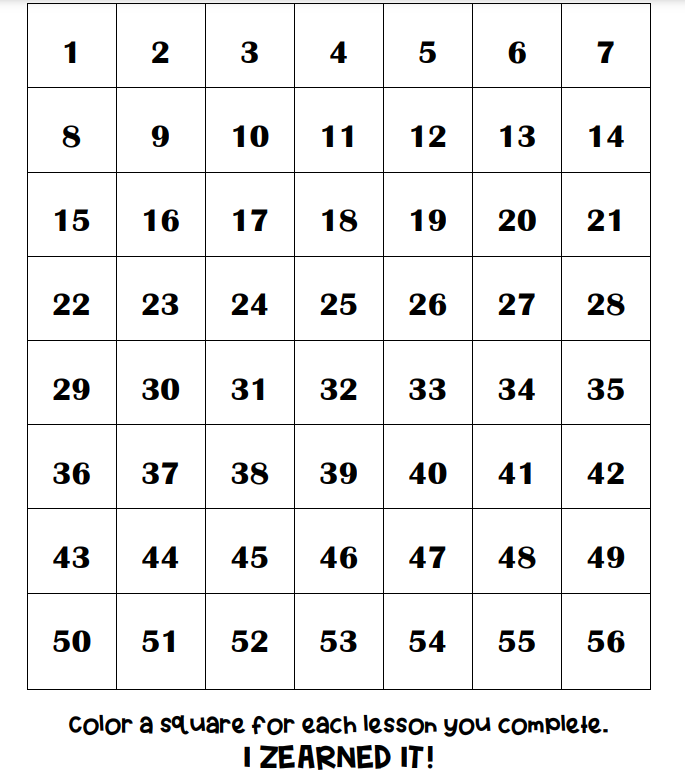 1 2 3 4 5 6 7
8 9 10 11 12 13 14
15 16 17 18 19 20 21
22 23 24 25 26 27 28
29 30 31 32 33 34 35
36 37 38 39 40 41 42
43 44 45 46 47 48 49
50 51 52 53 54 55 56
Color a square for each lesson you complete.
I ZEARNED IT!